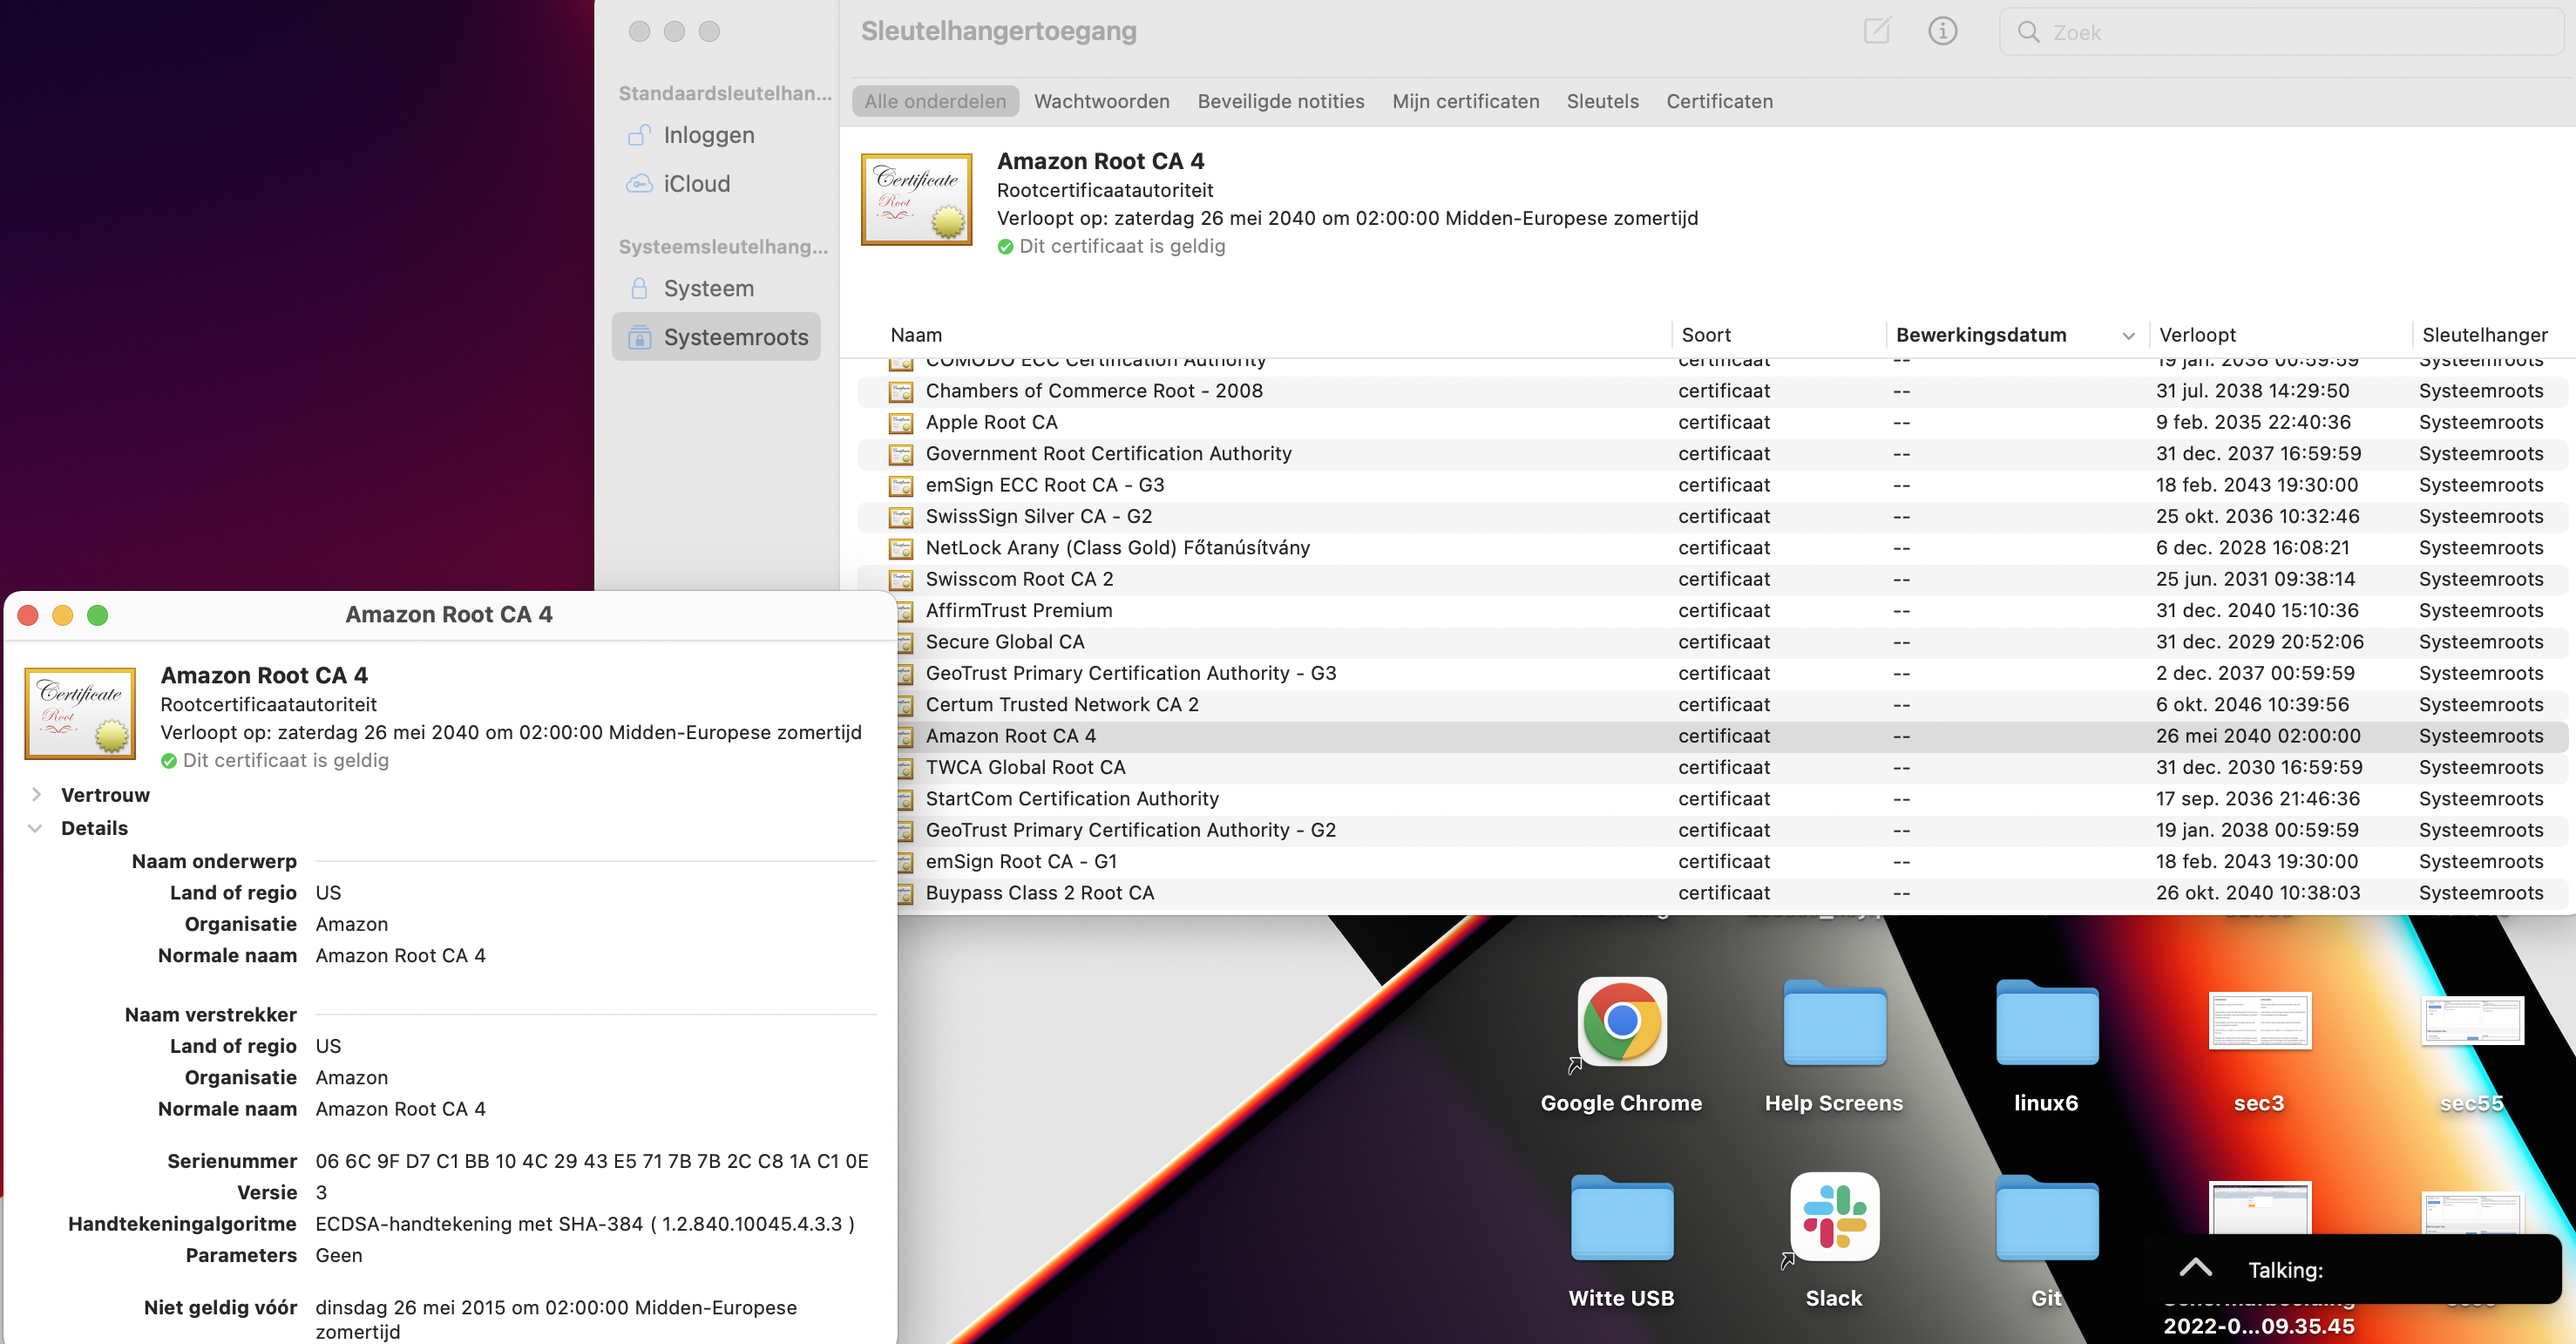 Sleutelhangertoegang
Zoek
Standaardsleutelhan...
Inloggen
iCloud
Systeemsleutelhang...
Systeem
Systeemroots
Alle onderdelen Wachtwoorden Beveiligde notities Mijn certificaten Sleutels Certificaten
Certificate
Root
Amazon Root CA 4
Rootcertificaatautoriteit
Verloopt op: zaterdag 26 mei 2040 om 02:00:00 Midden-Europese zomertijd
Dit certificaat is geldig
Naam Soort Bewerkingsdatum Verloopt Sleutelhanger
COMODO ECC Certification Authority certificaat -- 19 jan. 2038 00:59:59 Systeemroots
Chambers of Commerce Root - 2008 certificaat -- 31 jul. 2038 14:29:50 Systeemroots
Apple Root CA certificaat -- 9 feb. 2035 22:40:36 Systeemroots
Government Root Certification Authority certificaat -- 31 dec. 2037 16:59:59 Systeemroots
emSign ECC Root CA - G3 certificaat -- 18 feb. 2043 19:30:00 Systeemroots
SwissSign Silver CA - G2 certificaat -- 25 okt. 2036 10:32:46 Systeemroots
NetLock Arany (Class Gold) Főtanúsítvány certificaat -- 6 dec. 2028 16:08:21 Systeemroots
Swisscom Root CA 2 certificaat -- 25 jun. 2031 09:38:14 Systeemroots
AffirmTrust Premium certificaat -- 31 dec. 2040 15:10:36 Systeemroots
Secure Global CA certificaat -- 31 dec. 2029 20:52:06 Systeemroots
GeoTrust Primary Certification Authority - G3 certificaat -- 2 dec. 2037 00:59:59 Systeemroots
Certum Trusted Network CA 2 certificaat -- 6 okt. 2046 10:39:56 Systeemroots
Amazon Root CA 4 certificaat -- 26 mei 2040 02:00:00 Systeemroots
TWCA Global Root CA certificaat -- 31 dec. 2030 16:59:59 Systeemroots
StartCom Certification Authority certificaat -- 17 sep. 2036 21:46:36 Systeemroots
GeoTrust Primary Certification Authority - G2 certificaat -- 19 jan. 2038 00:59:59 Systeemroots
emSign Root CA - G1 certificaat -- 18 feb. 2043 19:30:00 Systeemroots
Buypass Class 2 Root CA certificaat -- 26 okt. 2040 10:38:03 Systeemroots
Amazon Root CA 4
Certificate
Root
Amazon Root CA 4
Rootcertificaatautoriteit
Verloopt op: zaterdag 26 mei 2040 om 02:00:00 Midden-Europese zomertijd
Dit certificaat is geldig
Vertrouw
Details
Naam onderwerp
Land of regio US
Organisatie Amazon
Normale naam Amazon Root CA 4
Naam verstrekker
Land of regio US
Organisatie Amazon
Normale naam Amazon Root CA 4
Serienummer 06 6C 9F D7 C1 BB 10 4C 29 43 E5 71 7B 7B 2C C8 1A C1 0E
Versie 3
Handtekeningalgoritme ECDSA-handtekening met SHA-384 ( 1.2.840.10045.4.3.3 )
Parameters Geen
Niet geldig vóór dinsdag 26 mei 2015 om 02:00:00 Midden-Europese
zomertijd
Google Chrome Help Screens linux6 sec3 sec55
Witte USB Slack Git
Talking:
2022-0...09.35.45